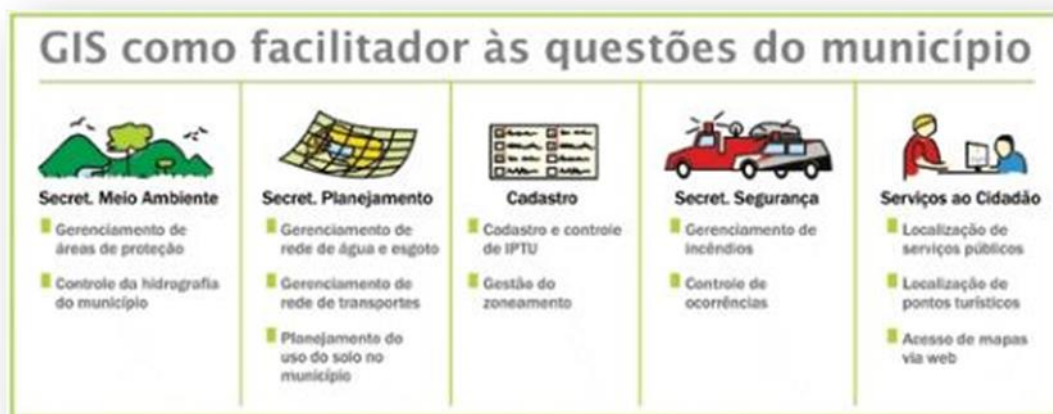 GIS como facilitador às questões do município
Secret. Meio Ambiente
Gerenciamento de
áreas de proteção
Controle da hidrografia
do município
Secret. Planejamento
Gerenciamento de
rede de água e esgoto
Gerenciamento de
rede de transportes
Planejamento do
uso do solo no
município
Cadastro
Cadastro e controle
de IPTU
Gestão do
zoneamento
Secret. Segurança
Gerenciamento de
incêndios
Controle de
ocorrências
Serviços ao Cidadão
Localização de
serviços públicos
Localização de
pontos turísticos
Acesso de mapas
via web